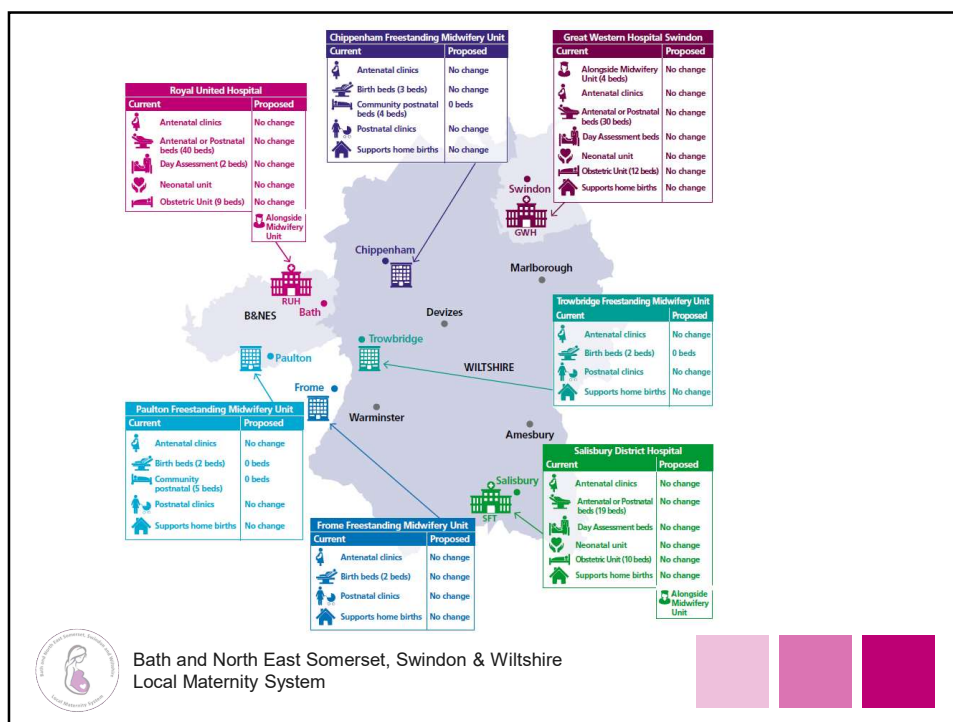 Chippenham Freestanding Midwifery Unit
Current Proposed
Antenatal clinics No change
Birth beds (3 beds) No change
Community postnatal 0 beds
beds (4 beds)
Postnatal clinics No change
Supports home births No change
Great Western Hospital Swindon
Current Proposed
Alongside Midwifery No change
Unit (4 beds)
Antenatal clinics No change
Antenatal or Postnatal No change
beds (30 beds)
Day Assessment beds No change
Neonatal unit No change
Obstetric Unit (12 beds) No change
Supports home births No change
Royal United Hospital
Current Proposed
Antenatal clinics No change
Antenatal or Postnatal No change
beds (40 beds)
Day Assessment (2 beds) No change
Neonatal unit No change
Obstetric Unit (9 beds) No change
Alongside
Midwifery
Unit
Swindon
GWH
Chippenham
Marlborough
RUH
Bath
B&NES
Devizes
Trowbridge
Paulton
WILTSHIRE
Frome
Warminster
Amesbury
Salisbury
SFT
Trowbridge Freestanding Midwifery Unit
Current Proposed
Antenatal clinics No change
Birth beds (2 beds) 0 beds
Postnatal clinics No change
Supports home births No change
Paulton Freestanding Midwifery Unit
Current Proposed
Antenatal clinics No change
Birth beds (2 beds) 0 beds
Community 0 beds
postnatal (5 beds)
Postnatal clinics No change
Supports home births No change
Salisbury District Hospital
Current Proposed
Antenatal clinics No change
Antenatal or Postnatal No change
beds (19 beds)
Day Assessment beds No change
Neonatal unit No change
Obstetric Unit (10 beds) No change
Supports home births No change
Alongside
Midwifery
Unit
Frome Freestanding Midwifery Unit
Current Proposed
Antenatal clinics No change
Birth beds (2 beds) No change
Postnatal clinics No change
Supports home births No change
Bath and North East Somerset, Swindon and Wiltshire
Local Maternity System
Bath and North East Somerset, Swindon & Wiltshire
Local Maternity System